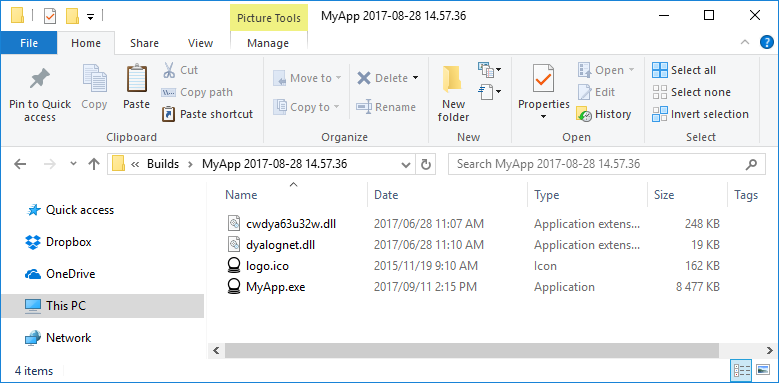 Picture Tools MyApp 2017-08-28 14.57.36
File Home Share View Manage
Pin to Quick access
Copy
Paste
Cut
Copy path
Paste shortcut
Clipboard
Move to
Copy to
Delete
Rename
Organize
New folder
New
Properties
Open
Edit
History
Open
Select all
Select none
Invert selection
Select
« Builds > MyApp 2017-08-28 14.57.36
Search MyApp 2017-08-28 14.57.36
Quick access
Dropbox
OneDrive
This PC
Network
Name Date Type Size Tags
cwdya63u32w.dll 2017/06/28 11:07 AM Application extens... 248 KB
dyalognet.dll 2017/06/28 11:10 AM Application extens... 19 KB
logo.ico 2015/11/19 9:10 AM Icon 162 KB
MyApp.exe 2017/09/11 2:15 PM Application 8 477 KB
4 items